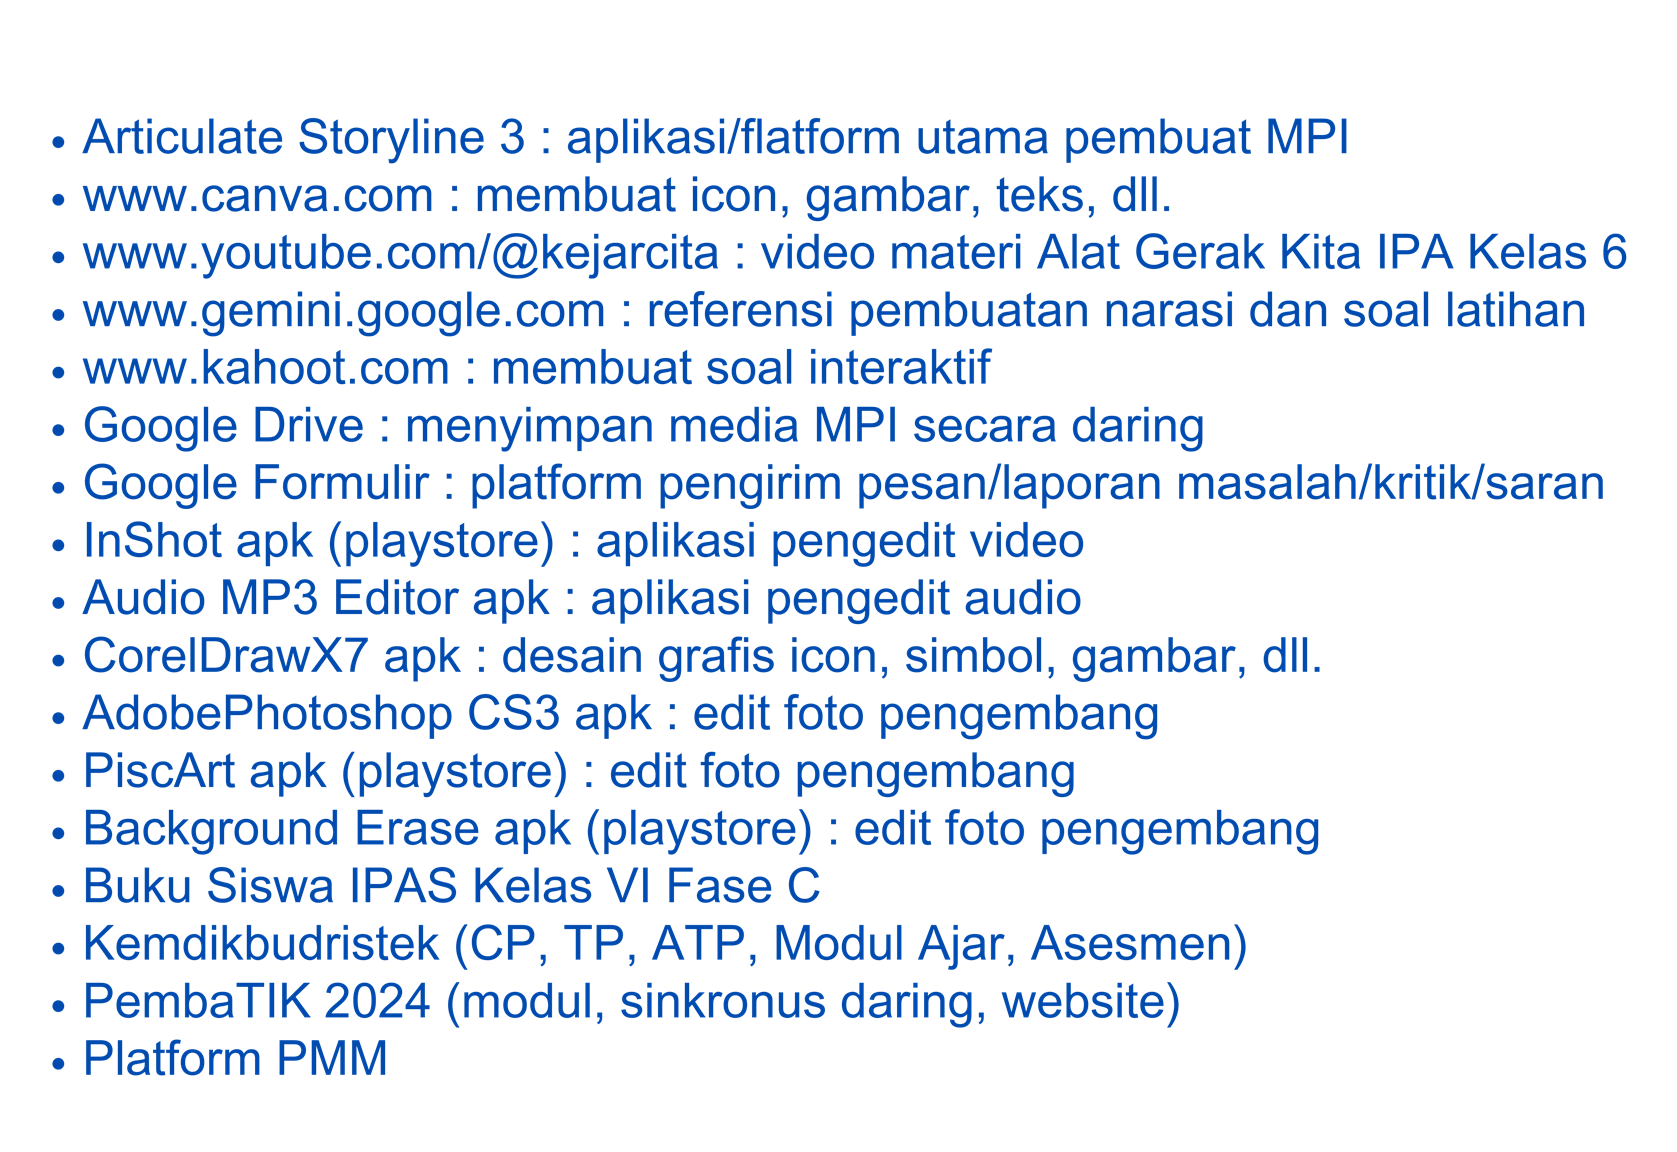 • Articulate Storyline 3 : aplikasi/flatform utama pembuat MPI
• www.canva.com : membuat icon, gambar, teks, dll.
• www.youtube.com/@kejarcita : video materi Alat Gerak Kita IPA Kelas 6
• www.gemini.google.com : referensi pembuatan narasi dan soal latihan
• www.kahoot.com : membuat soal interaktif
• Google Drive : menyimpan media MPI secara daring
• Google Formulir : platform pengirim pesan/laporan masalah/kritik/saran
• InShot apk (playstore) : aplikasi pengedit video
• Audio MP3 Editor apk : aplikasi pengedit audio
• CorelDrawX7 apk : desain grafis icon, simbol, gambar, dll.
• AdobePhotoshop CS3 apk : edit foto pengembang
• PiscArt apk (playstore) : edit foto pengembang
• Background Erase apk (playstore) : edit foto pengembang
• Buku Siswa IPAS Kelas VI Fase C
• Kemdikbudristek (CP, TP, ATP, Modul Ajar, Asesmen)
• PembaTIK 2024 (modul, sinkronus daring, website)
• Platform PMM